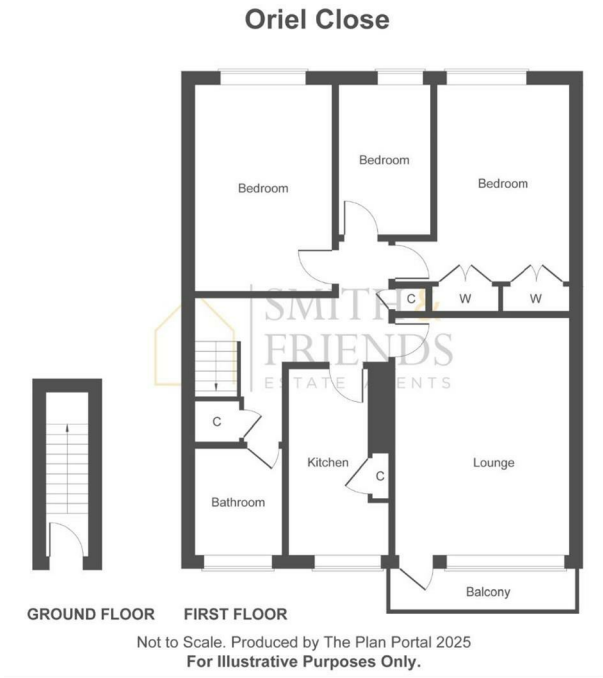 Oriel Close
Bedroom
Bedroom
Bedroom
C
W
W
SMITH &
FRIENDS
ESTATE AGENTS
C
Kitchen
C
Lounge
Bathroom
Balcony
GROUND FLOOR
FIRST FLOOR
Not to Scale. Produced by The Plan Portal 2025
For Illustrative Purposes Only.